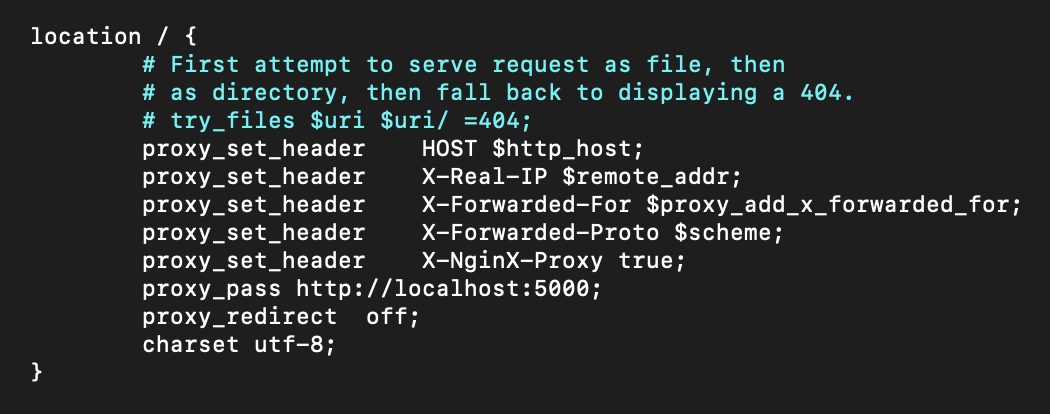 location / {
        # First attempt to serve request as file, then
        # as directory, then fall back to displaying a 404.
        # try_files $uri $uri/ =404;
        proxy_set_header    HOST $http_host;
        proxy_set_header    X-Real-IP $remote_addr;
        proxy_set_header    X-Forwarded-For $proxy_add_x_forwarded_for;
        proxy_set_header    X-Forwarded-Proto $scheme;
        proxy_set_header    X-NginX-Proxy true;
        proxy_pass http://localhost:5000;
        proxy_redirect  off;
        charset utf-8;
}